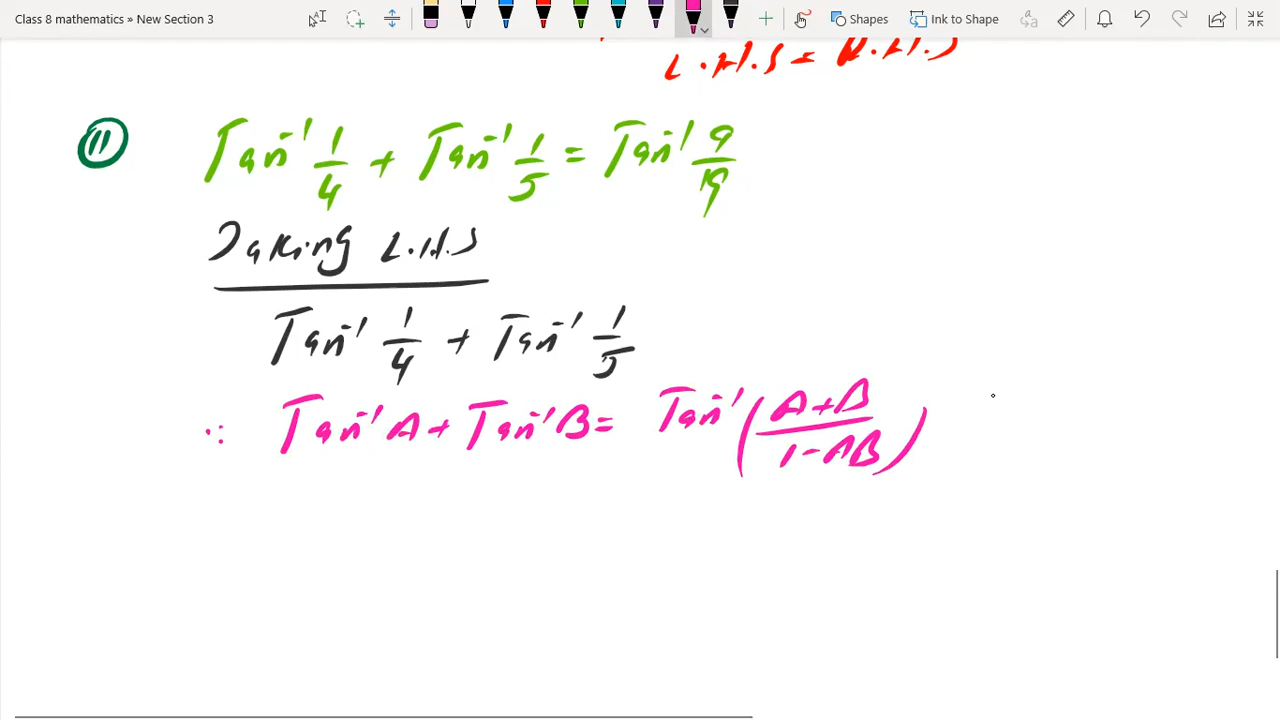 Class 8 mathematics » New Section 3
Shapes
Ink to Shape
L.H.S = R.H.S
11 Tan⁻¹ 1/4 + Tan⁻¹ 1/5 = Tan⁻¹ 9/19
Taking L.H.S
Tan⁻¹ 1/4 + Tan⁻¹ 1/5
∵ Tan⁻¹A + Tan⁻¹B = Tan⁻¹ (A+B / 1-AB)